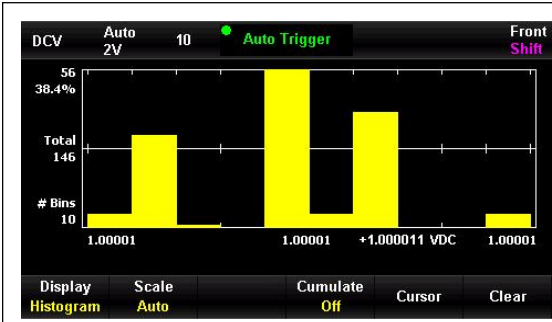 DCV Auto 10 Auto Trigger Front
2V Shift
56
38.4%
Total
146
# Bins
10
1.00001 1.00001 +1.000011 VDC 1.00001
Display Scale Cumulate Cursor Clear
Histogram Auto Off